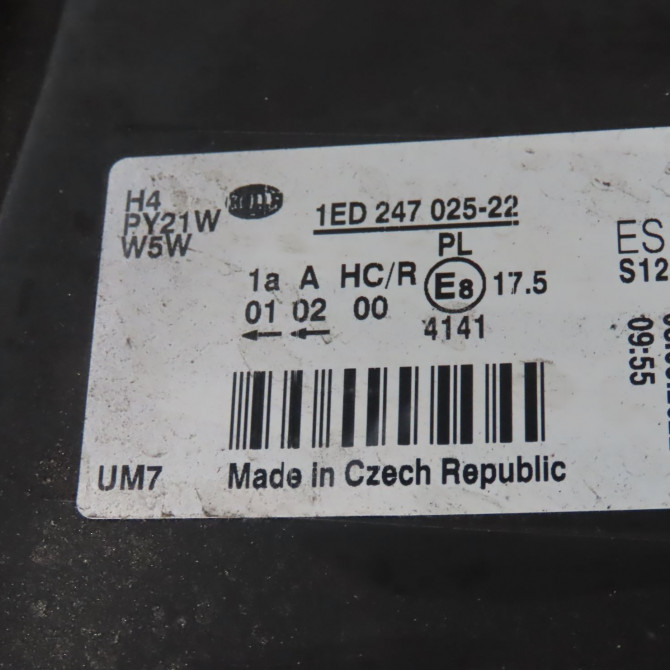 H4
PY21W
W5W
HELLA
1ED 247 025-22
PL
1a A HC/R E8 17.5
01 02 00
← ←
4141
ES
S12
09:55
UM7
Made in Czech Republic